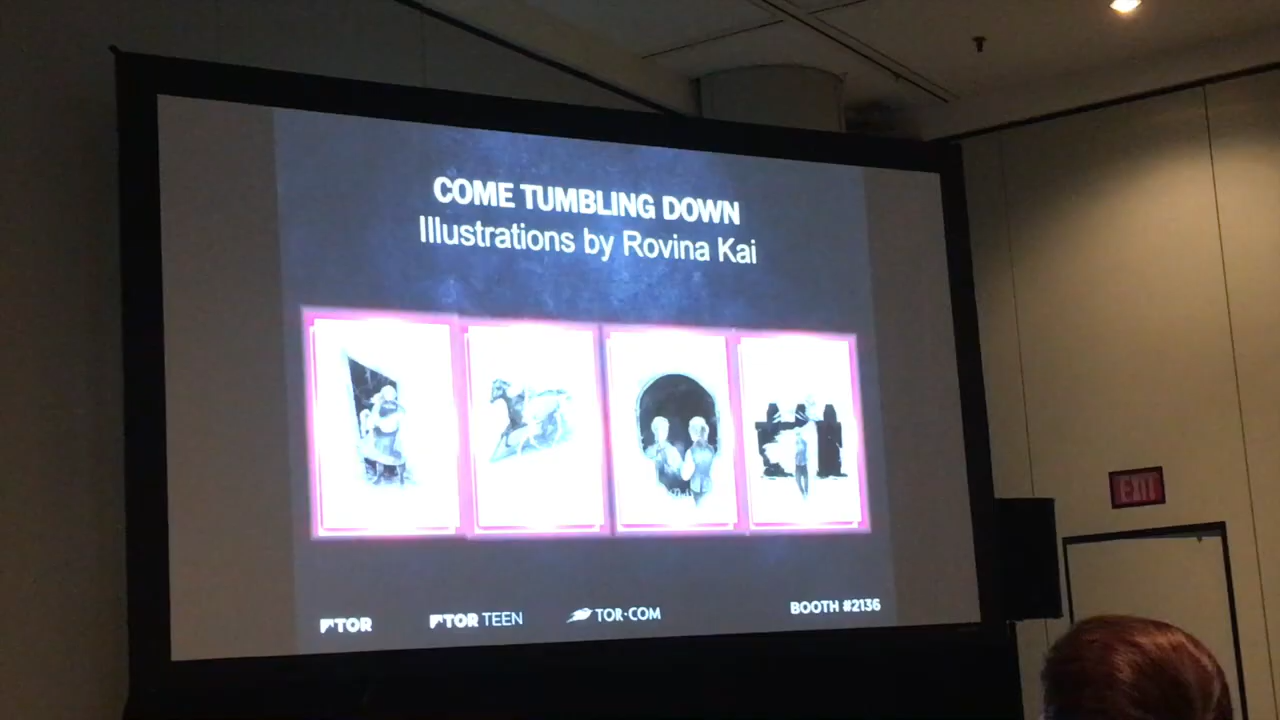 COME TUMBLING DOWN
Illustrations by Rovina Kai
TOR
TOR TEEN
TOR·COM
BOOTH #2136
EXIT